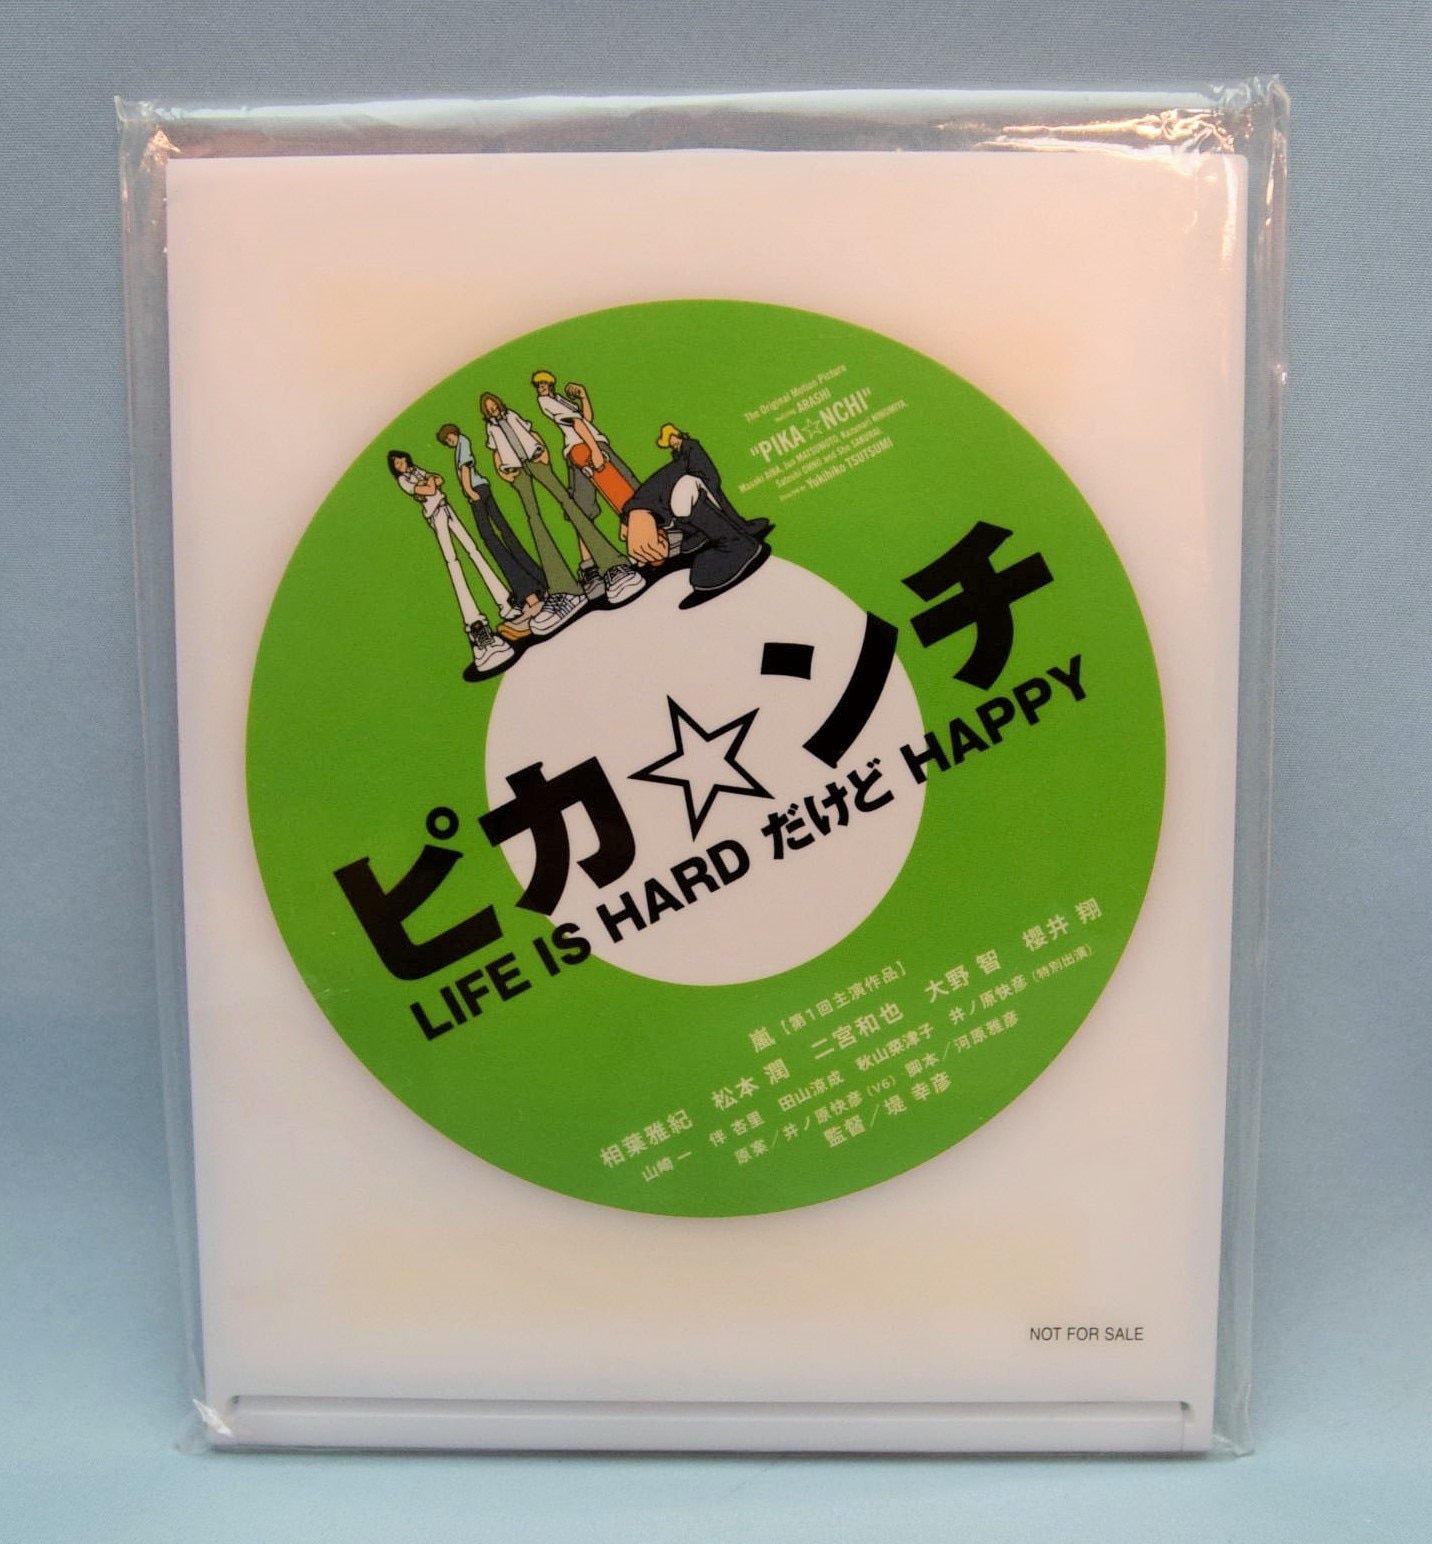 The Original Motion Picture
featuring ARASHI
"PIKA☆NCHI"
Masaki AIBA, Jun MATSUMOTO, Kazunari NINOMIYA,
Satoshi OHNO and Sho SAKURAI.
Directed by Yukihiko TSUTSUMI
ピカ☆ンチ
LIFE IS HARD だけど HAPPY
嵐［第1回主演作品］
相葉雅紀 松本 潤 二宮和也 大野 智 櫻井 翔
山崎 一 伴 杏里 田山涼成 秋山菜津子 井ノ原快彦（特別出演）
原案／井ノ原快彦（V6） 脚本／河原雅彦
監督／堤 幸彦
NOT FOR SALE